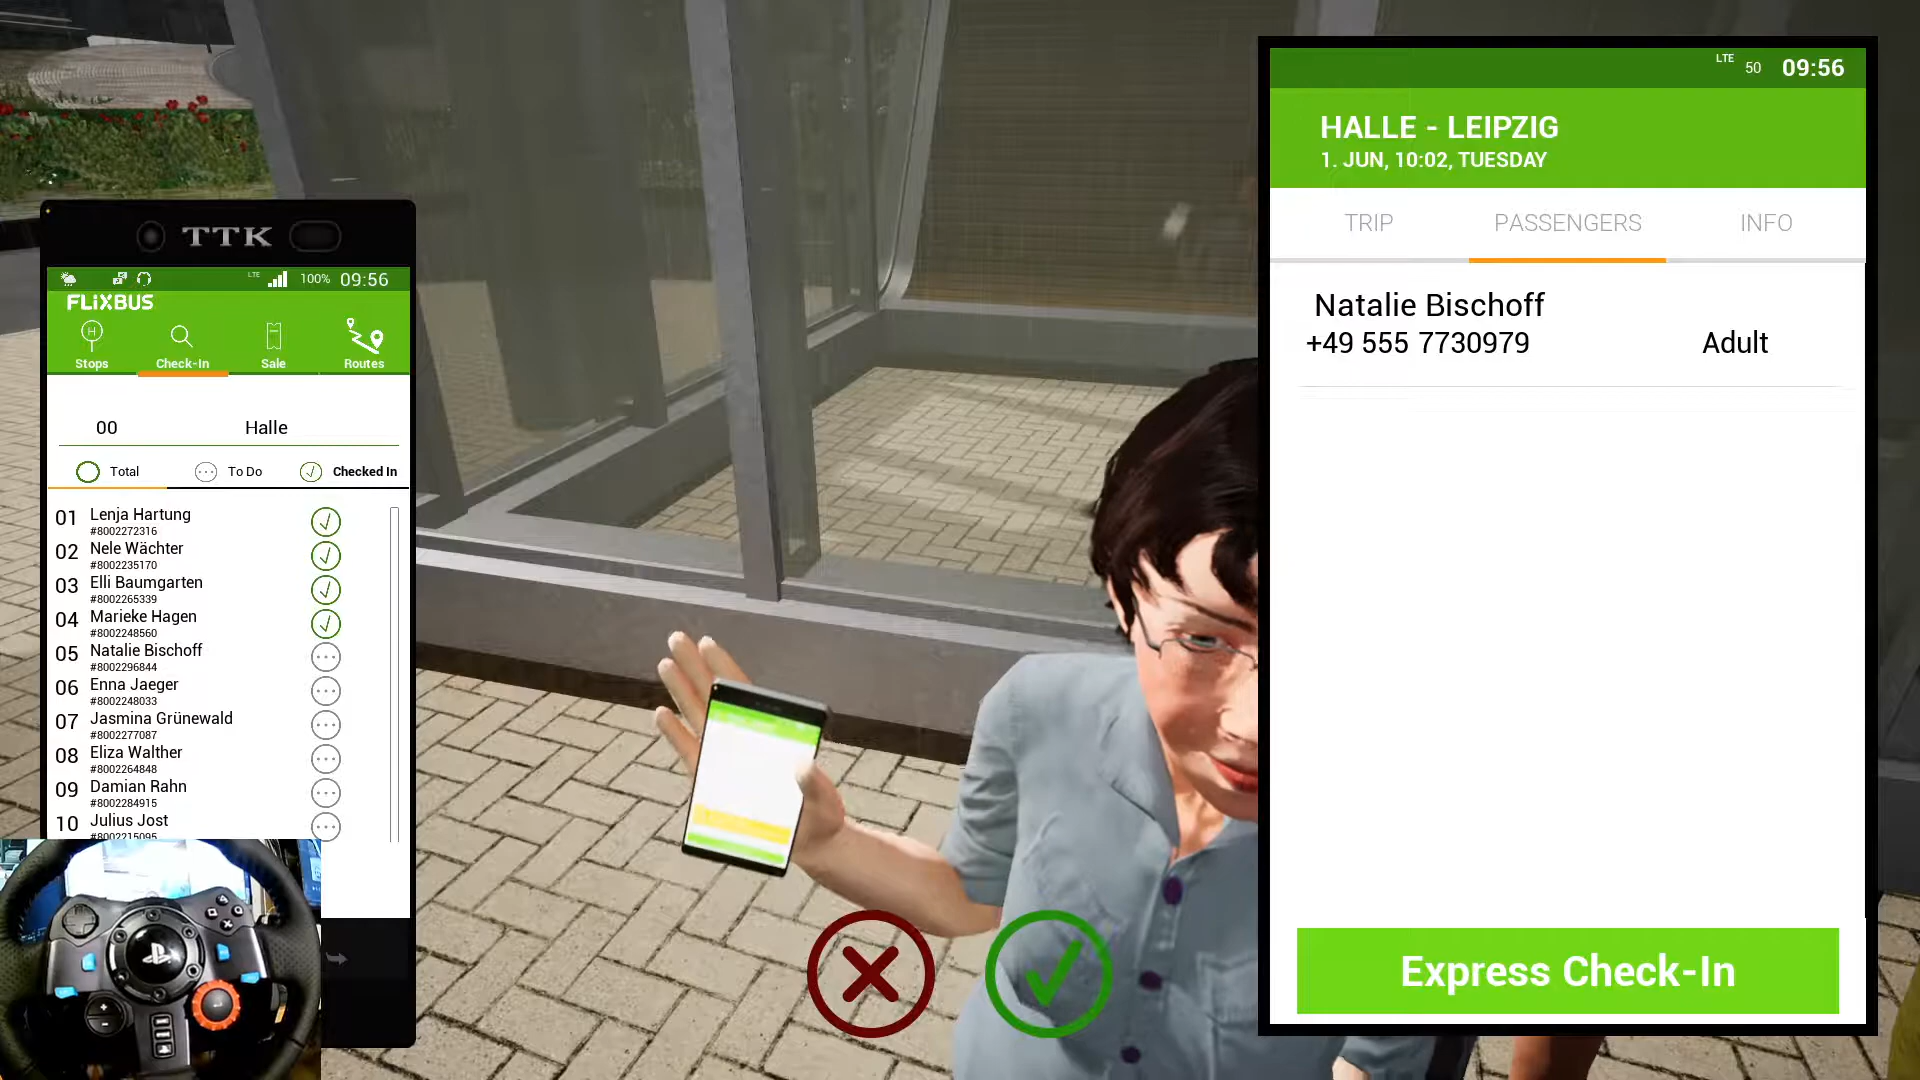 TTK
LTE 100% 09:56
FLiXBUS
H
Stops Check-In Sale Routes
00 Halle
Total To Do Checked In
01 Lenja Hartung
#8002272316
02 Nele Wächter
#8002235170
03 Elli Baumgarten
#8002265339
04 Marieke Hagen
#8002248560
05 Natalie Bischoff
#8002296844
06 Enna Jaeger
#8002248033
07 Jasmina Grünewald
#8002277087
08 Eliza Walther
#8002264848
09 Damian Rahn
#8002284915
10 Julius Jost
#8002215095
LTE 50 09:56
HALLE - LEIPZIG
1. JUN, 10:02, TUESDAY
TRIP PASSENGERS INFO
Natalie Bischoff
+49 555 7730979 Adult
Express Check-In